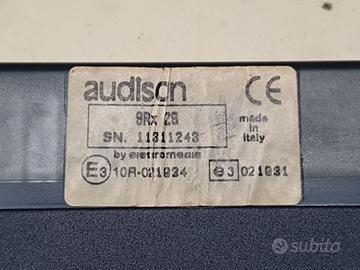 audison
CE
SRx 2S
SN. 11311243
made
in
Italy
by elettromedia
E3 10R-021834
e3 021831
subito